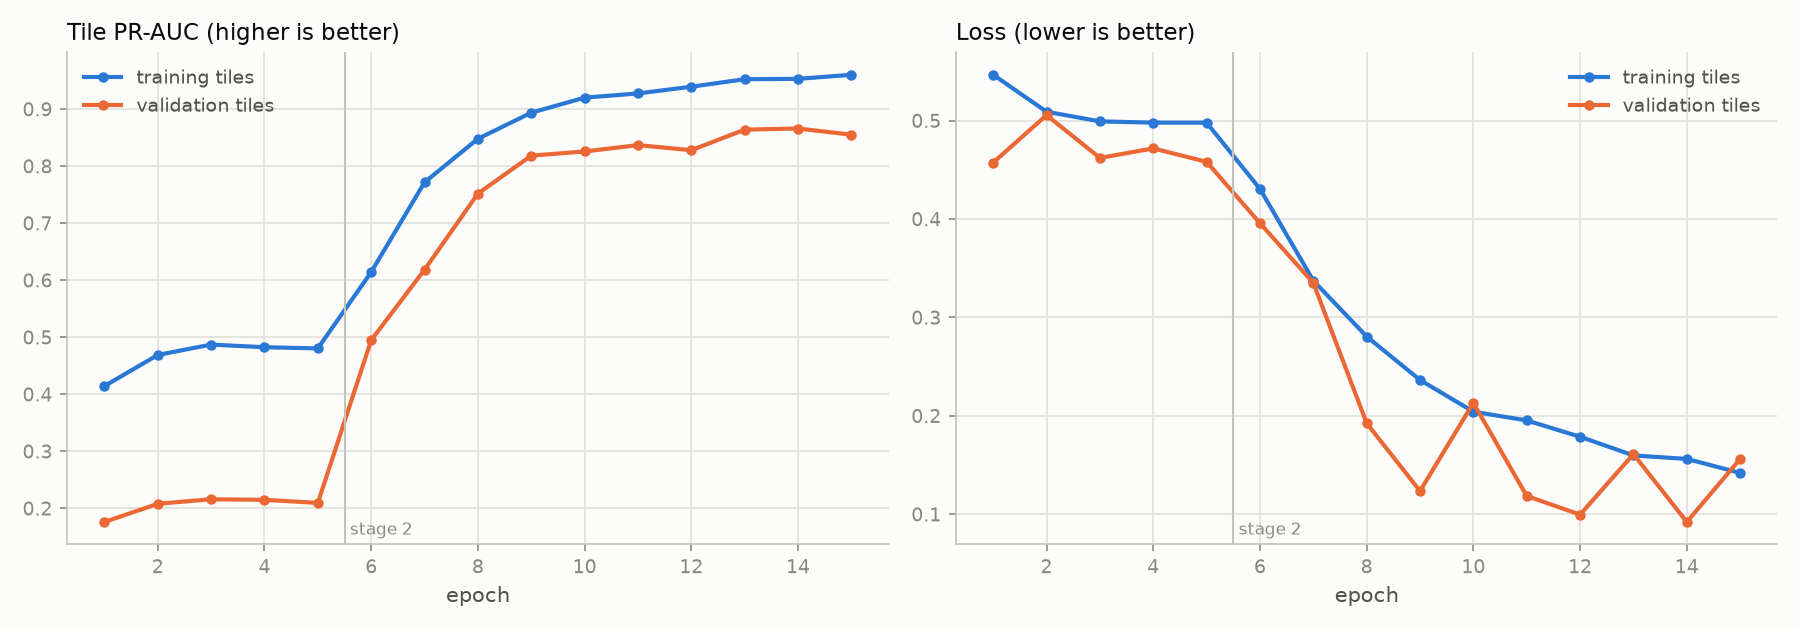 Tile PR-AUC (higher is better)
training tiles
validation tiles
0.9
0.8
0.7
0.6
0.5
0.4
0.3
0.2
stage 2
2 4 6 8 10 12 14
epoch
Loss (lower is better)
training tiles
validation tiles
0.5
0.4
0.3
0.2
0.1
stage 2
2 4 6 8 10 12 14
epoch